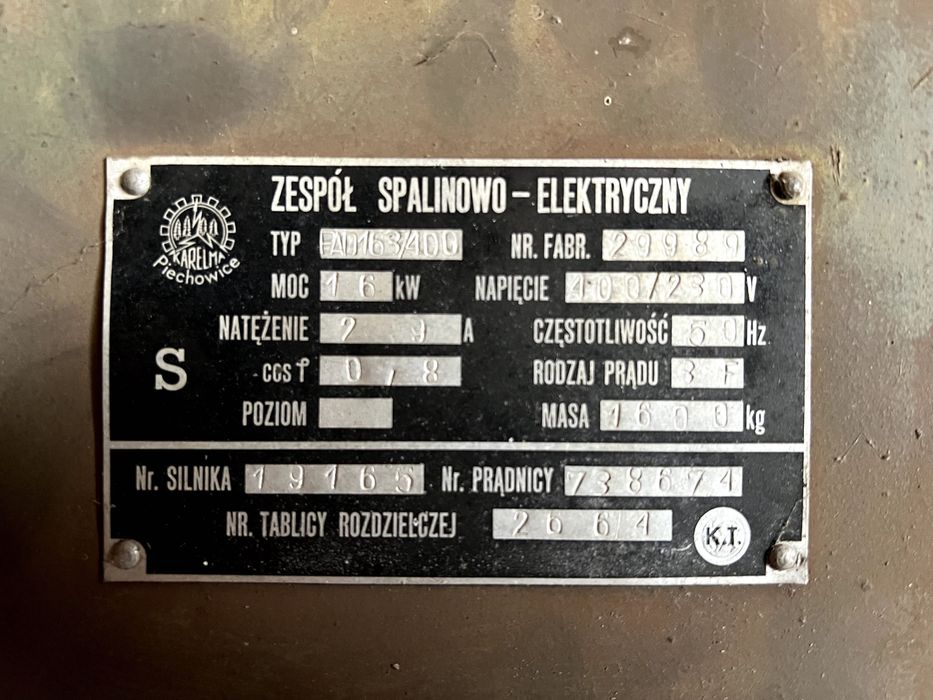 ZESPÓŁ SPALINOWO-ELEKTRYCZNY
KARELMA
Piechowice
TYP EAD163/400 NR. FABR. 29989
MOC 16 kW NAPIĘCIE 400/230 V
NATĘŻENIE 29 A CZĘSTOTLIWOŚĆ 50 Hz
S
cos φ 0,8 RODZAJ PRĄDU 3F
POZIOM MASA 1600 kg
Nr. SILNIKA 19165 Nr. PRĄDNICY 738674
NR. TABLICY ROZDZIELCZEJ 2664
K.T.